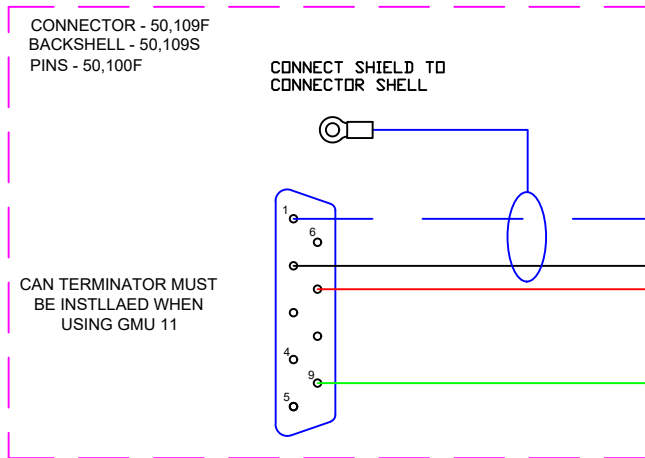 CONNECTOR - 50,109F
BACKSHELL - 50,109S
PINS - 50,100F
CONNECT SHIELD TO
CONNECTOR SHELL
1
6
CAN TERMINATOR MUST
BE INSTLLAED WHEN
USING GMU 11
4
9
5